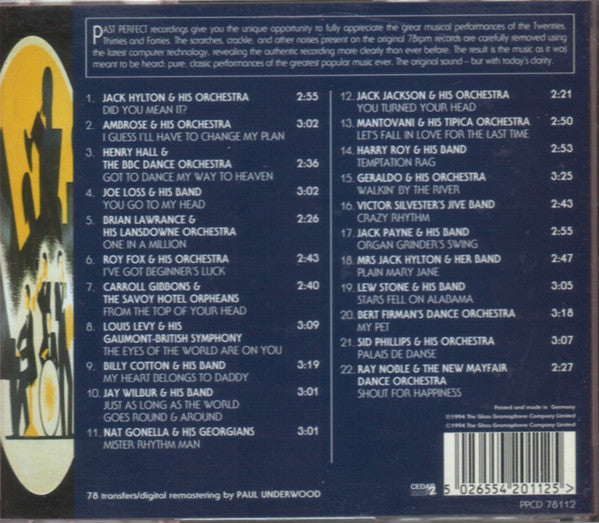 PAST PERFECT recordings give you the unique opportunity to fully appreciate the great musical performances of the Twenties,
Thirties and Forties. The scratches, crackle, and other noises present on the original 78rpm records are carefully removed using
the latest computer technology, revealing the authentic recording more clearly than ever before. The result is the music as it was
meant to be heard: pure, classic performances of the greatest popular music ever. The original sound – but with today's clarity.
1. JACK HYLTON & HIS ORCHESTRA 2:55
DID YOU MEAN IT?
2. AMBROSE & HIS ORCHESTRA 3:02
I GUESS I'LL HAVE TO CHANGE MY PLAN
3. HENRY HALL &
THE BBC DANCE ORCHESTRA 2:36
GOT TO DANCE MY WAY TO HEAVEN
4. JOE LOSS & HIS BAND 3:02
YOU GO TO MY HEAD
5. BRIAN LAWRANCE & 2:26
HIS LANSDOWNE ORCHESTRA
ONE IN A MILLION
6. ROY FOX & HIS ORCHESTRA 2:43
I'VE GOT BEGINNER'S LUCK
7. CARROLL GIBBONS & 2:40
THE SAVOY HOTEL ORPHEANS
FROM THE TOP OF YOUR HEAD
8. LOUIS LEVY & HIS 3:09
GAUMONT-BRITISH SYMPHONY
THE EYES OF THE WORLD ARE ON YOU
9. BILLY COTTON & HIS BAND 3:19
MY HEART BELONGS TO DADDY
10. JAY WILBUR & HIS BAND 3:01
JUST AS LONG AS THE WORLD
GOES ROUND & AROUND
11. NAT GONELLA & HIS GEORGIANS 3:01
MISTER RHYTHM MAN
12. JACK JACKSON & HIS ORCHESTRA 2:21
YOU TURNED YOUR HEAD
13. MANTOVANI & HIS TIPICA ORCHESTRA 2:50
LET'S FALL IN LOVE FOR THE LAST TIME
14. HARRY ROY & HIS BAND 2:53
TEMPTATION RAG
15. GERALDO & HIS ORCHESTRA 3:25
WALKIN' BY THE RIVER
16. VICTOR SILVESTER'S JIVE BAND 2:43
CRAZY RHYTHM
17. JACK PAYNE & HIS BAND 2:55
ORGAN GRINDER'S SWING
18. MRS JACK HYLTON & HER BAND 2:47
PLAIN MARY JANE
19. LEW STONE & HIS BAND 3:05
STARS FELL ON ALABAMA
20. BERT FIRMAN'S DANCE ORCHESTRA 3:18
MY PET
21. SID PHILLIPS & HIS ORCHESTRA 3:07
PALAIS DE DANSE
22. RAY NOBLE & THE NEW MAYFAIR 2:27
DANCE ORCHESTRA
SHOUT FOR HAPPINESS
Printed and made in Germany
℗1994 The Glass Gramophone Company Limited
©1994 The Glass Gramophone Company Limited
CEDAR
5 026554 201125 >
78 transfers/digital remastering by PAUL UNDERWOOD
PPCD 78112